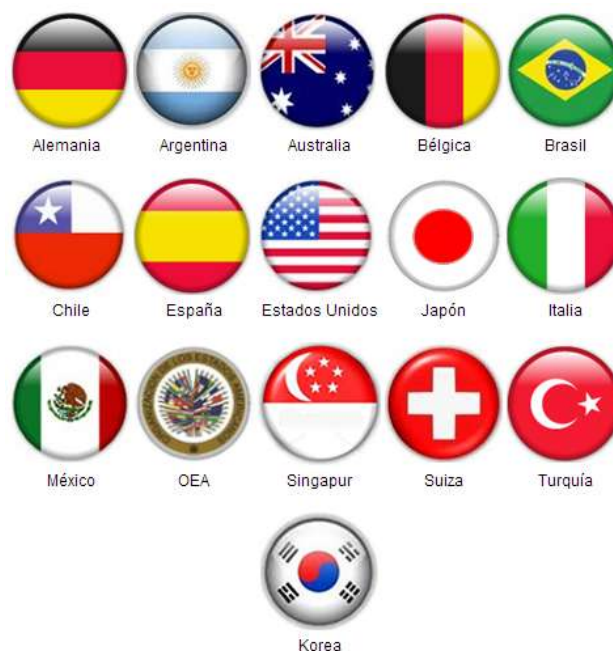 Alemania
Argentina
Australia
Bélgica
Brasil
Chile
España
Estados Unidos
Japón
Italia
México
OEA
Singapur
Suiza
Turquía
Korea